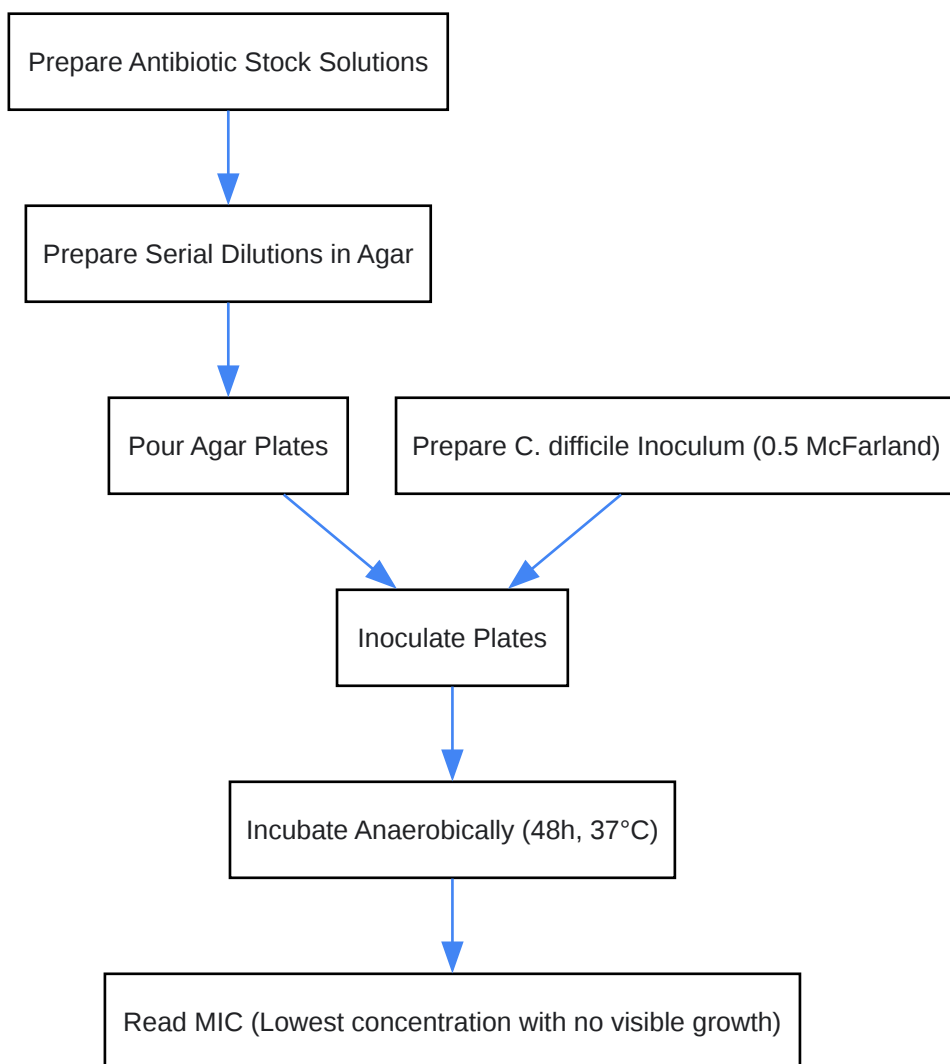 Prepare Antibiotic Stock Solutions
Prepare Serial Dilutions in Agar
Pour Agar Plates
Prepare C. difficile Inoculum (0.5 McFarland)
Inoculate Plates
Incubate Anaerobically (48h, 37°C)
Read MIC (Lowest concentration with no visible growth)